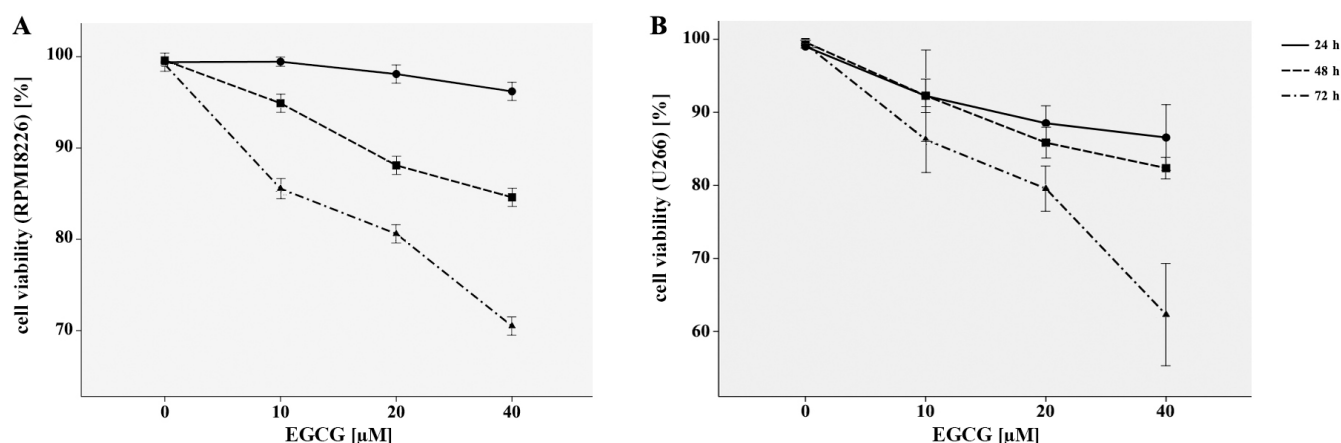 A
cell viability (RPMI8226) [%]
100
90
80
70
0 10 20 40
EGCG [µM]
B
cell viability (U266) [%]
100
90
80
70
60
0 10 20 40
EGCG [µM]
24 h
48 h
72 h